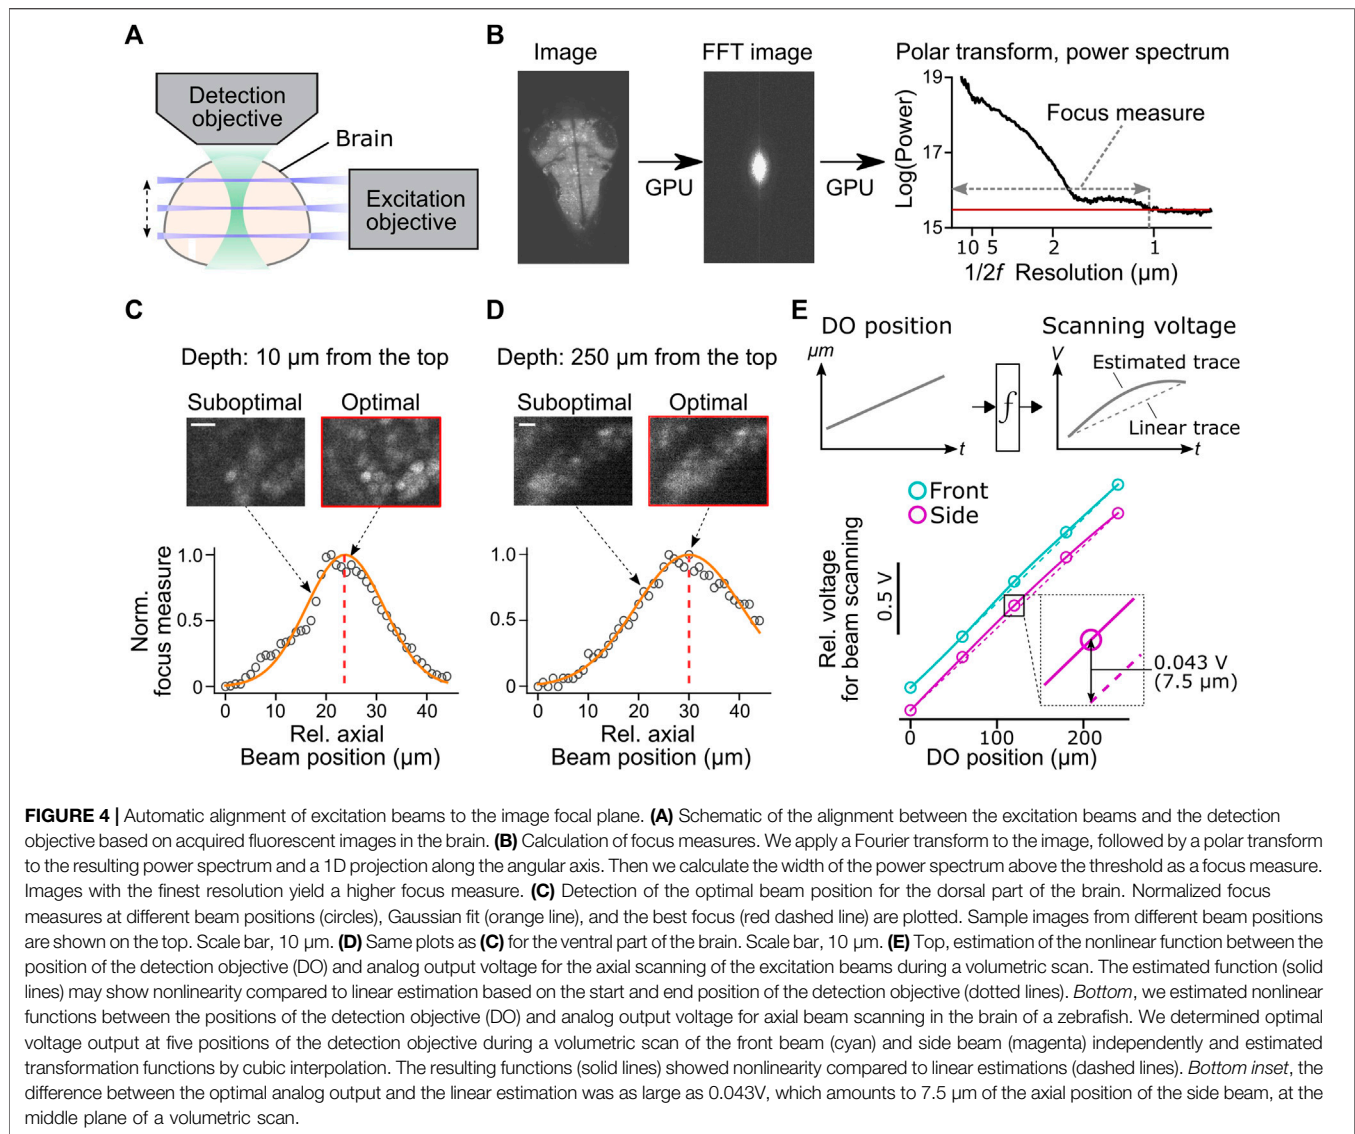 A
Detection
objective
Brain
Excitation
objective
B
Image
FFT image
Polar transform, power spectrum
GPU
GPU
Log(Power)
19
17
15
Focus measure
10 5 2 1
1/2f Resolution (µm)
C
Depth: 10 µm from the top
Suboptimal
Optimal
Norm.
focus measure
1.0
0.5
0
0 10 20 30 40
Rel. axial
Beam position (µm)
D
Depth: 250 µm from the top
Suboptimal
Optimal
1.0
0.5
0
0 10 20 30 40
Rel. axial
Beam position (µm)
E
DO position
µm
t
f
Scanning voltage
V
Estimated trace
Linear trace
t
Front
Side
Rel. voltage
for beam scanning
0.5 V
0.043 V
(7.5 µm)
0 100 200
DO position (µm)
FIGURE 4 | Automatic alignment of excitation beams to the image focal plane. (A) Schematic of the alignment between the excitation beams and the detection
objective based on acquired fluorescent images in the brain. (B) Calculation of focus measures. We apply a Fourier transform to the image, followed by a polar transform
to the resulting power spectrum and a 1D projection along the angular axis. Then we calculate the width of the power spectrum above the threshold as a focus measure.
Images with the finest resolution yield a higher focus measure. (C) Detection of the optimal beam position for the dorsal part of the brain. Normalized focus
measures at different beam positions (circles), Gaussian fit (orange line), and the best focus (red dashed line) are plotted. Sample images from different beam positions
are shown on the top. Scale bar, 10 µm. (D) Same plots as (C) for the ventral part of the brain. Scale bar, 10 µm. (E) Top, estimation of the nonlinear function between the
position of the detection objective (DO) and analog output voltage for the axial scanning of the excitation beams during a volumetric scan. The estimated function (solid
lines) may show nonlinearity compared to linear estimation based on the start and end position of the detection objective (dotted lines). Bottom, we estimated nonlinear
functions between the positions of the detection objective (DO) and analog output voltage for axial beam scanning in the brain of a zebrafish. We determined optimal
voltage output at five positions of the detection objective during a volumetric scan of the front beam (cyan) and side beam (magenta) independently and estimated
transformation functions by cubic interpolation. The resulting functions (solid lines) showed nonlinearity compared to linear estimations (dashed lines). Bottom inset, the
difference between the optimal analog output and the linear estimation was as large as 0.043V, which amounts to 7.5 µm of the axial position of the side beam, at the
middle plane of a volumetric scan.